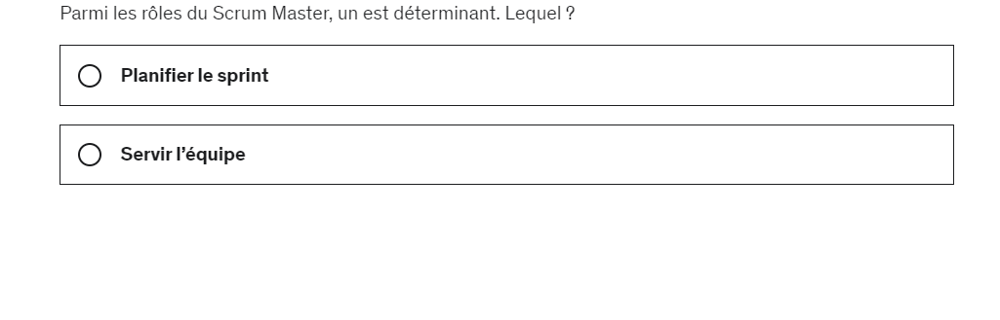 Parmi les rôles du Scrum Master, un est déterminant. Lequel ?
Planifier le sprint
Servir l’équipe